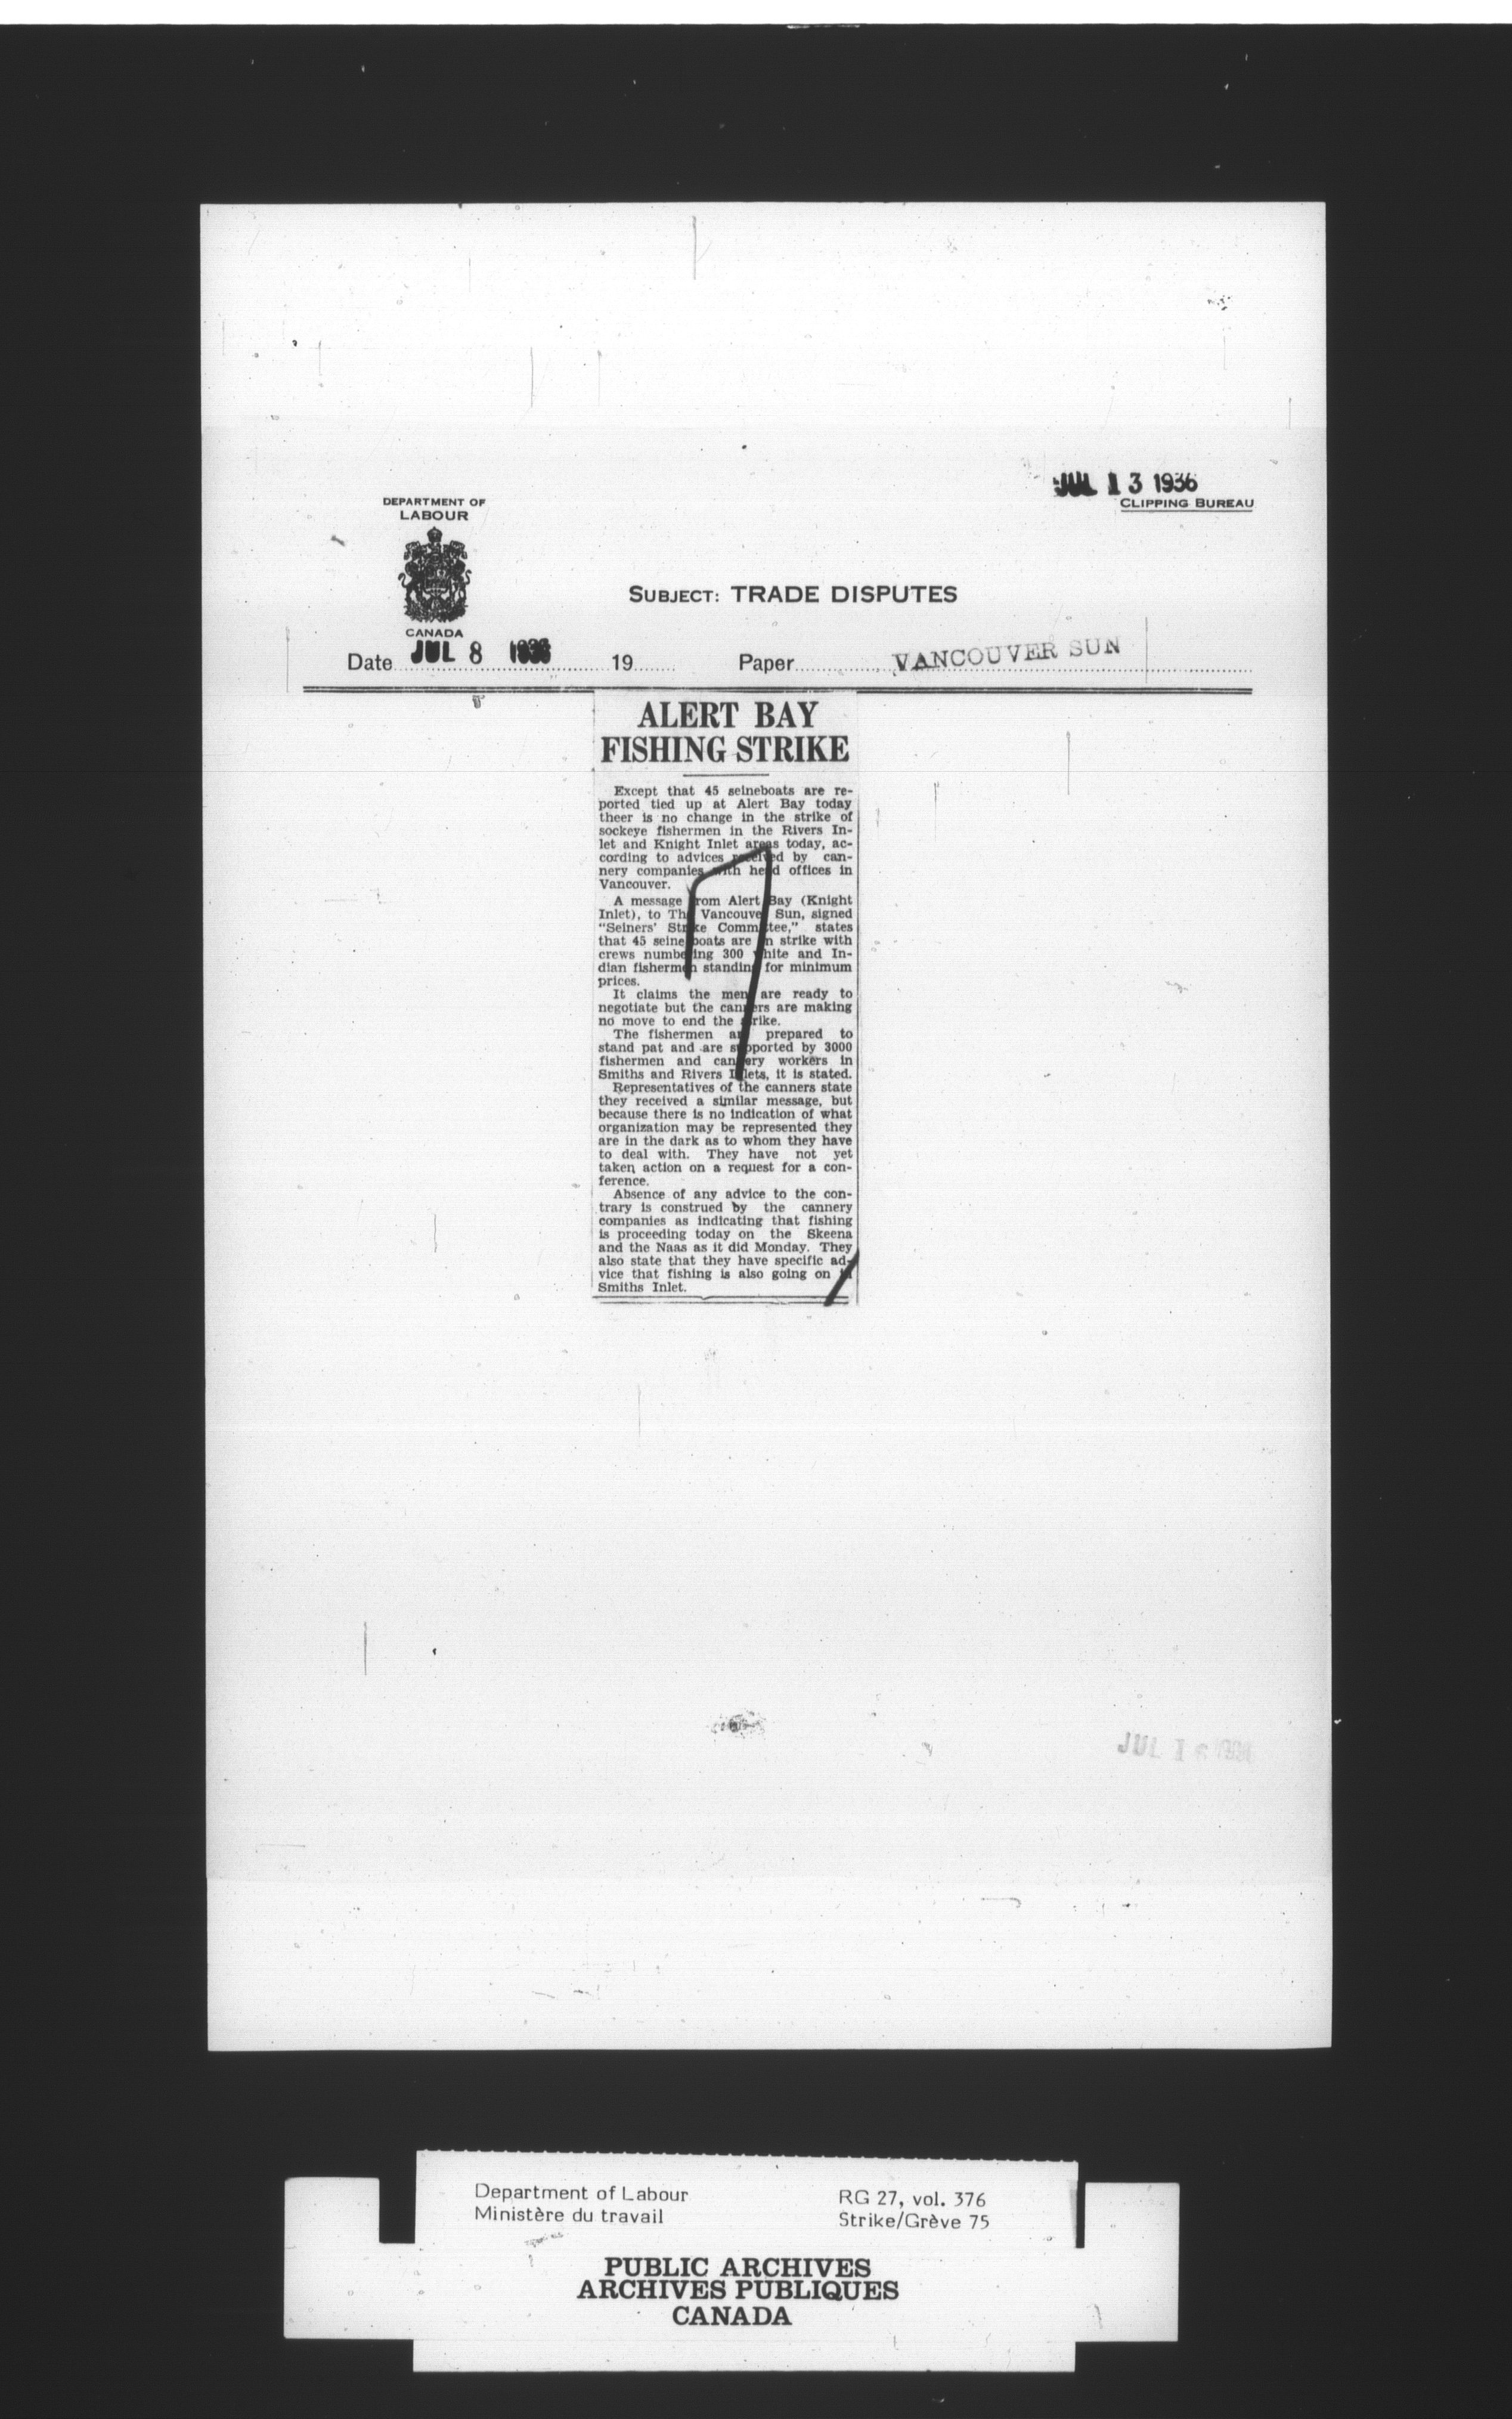 JUL 13 1936
CLIPPING BUREAU
DEPARTMENT OF
LABOUR
CANADA
SUBJECT: TRADE DISPUTES
Date JUL 8 1936 19 Paper VANCOUVER SUN
ALERT BAY
FISHING STRIKE
Except that 45 seineboats are re-
ported tied up at Alert Bay today
theer is no change in the strike of
sockeye fishermen in the Rivers In-
let and Knight Inlet areas today, ac-
cording to advices received by can-
nery companies with head offices in
Vancouver.
A message from Alert Bay (Knight
Inlet), to The Vancouver Sun, signed
"Seiners' Strike Committee," states
that 45 seine boats are on strike with
crews numbering 300 white and In-
dian fishermen standing for minimum
prices.
It claims the men are ready to
negotiate but the canners are making
no move to end the strike.
The fishermen are prepared to
stand pat and are supported by 3000
fishermen and cannery workers in
Smiths and Rivers Inlets, it is stated.
Representatives of the canners state
they received a similar message, but
because there is no indication of what
organization may be represented they
are in the dark as to whom they have
to deal with. They have not yet
taken action on a request for a con-
ference.
Absence of any advice to the con-
trary is construed by the cannery
companies as indicating that fishing
is proceeding today on the Skeena
and the Naas as it did Monday. They
also state that they have specific ad-
vice that fishing is also going on in
Smiths Inlet.
JUL 1
Department of Labour
Ministère du travail
RG 27, vol. 376
Strike/Grève 75
PUBLIC ARCHIVES
ARCHIVES PUBLIQUES
CANADA